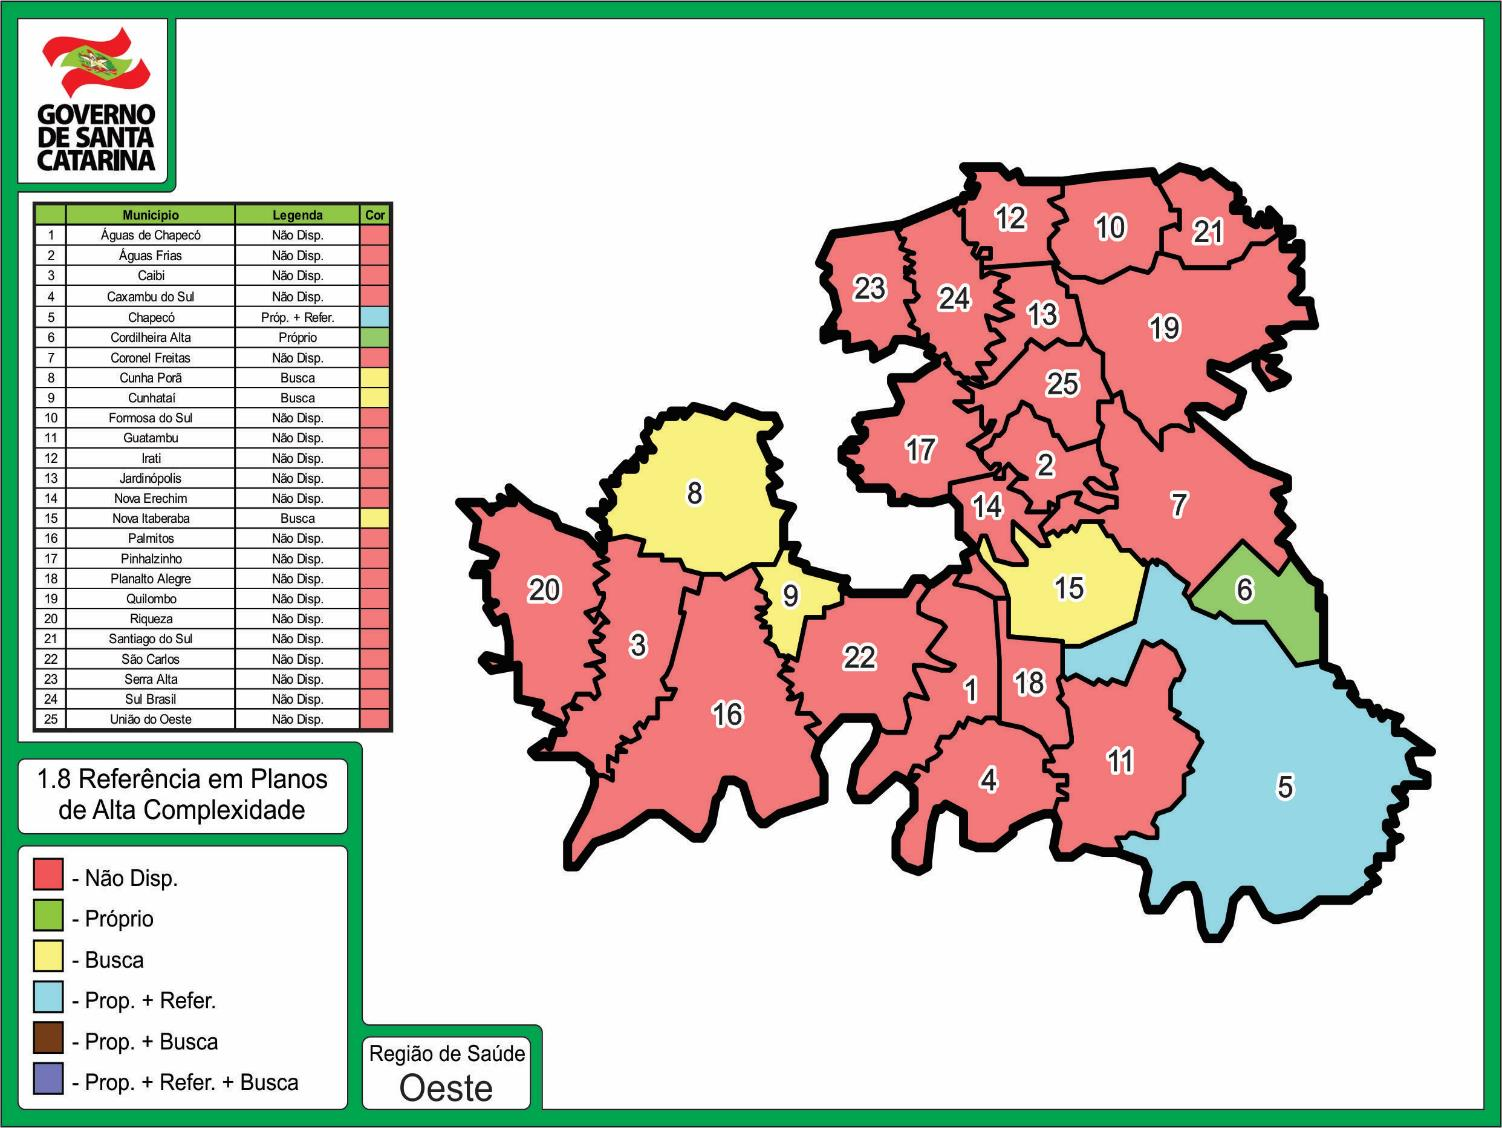 GOVERNO
DE SANTA
CATARINA
Município Legenda Cor
1 Águas de Chapecó Não Disp.
2 Águas Frias Não Disp.
3 Caibi Não Disp.
4 Caxambu do Sul Não Disp.
5 Chapecó Próp. + Refer.
6 Cordilheira Alta Próprio
7 Coronel Freitas Não Disp.
8 Cunha Porã Busca
9 Cunhataí Busca
10 Formosa do Sul Não Disp.
11 Guatambu Não Disp.
12 Irati Não Disp.
13 Jardinópolis Não Disp.
14 Nova Erechim Não Disp.
15 Nova Itaberaba Busca
16 Palmitos Não Disp.
17 Pinhalzinho Não Disp.
18 Planalto Alegre Não Disp.
19 Quilombo Não Disp.
20 Riqueza Não Disp.
21 Santiago do Sul Não Disp.
22 São Carlos Não Disp.
23 Serra Alta Não Disp.
24 Sul Brasil Não Disp.
25 União do Oeste Não Disp.
1.8 Referência em Planos
de Alta Complexidade
- Não Disp.
- Próprio
- Busca
- Prop. + Refer.
- Prop. + Busca
- Prop. + Refer. + Busca
Região de Saúde
Oeste
12
10
21
23
24
13
19
25
17
2
14
7
8
20
9
15
6
3
22
1
18
16
4
11
5